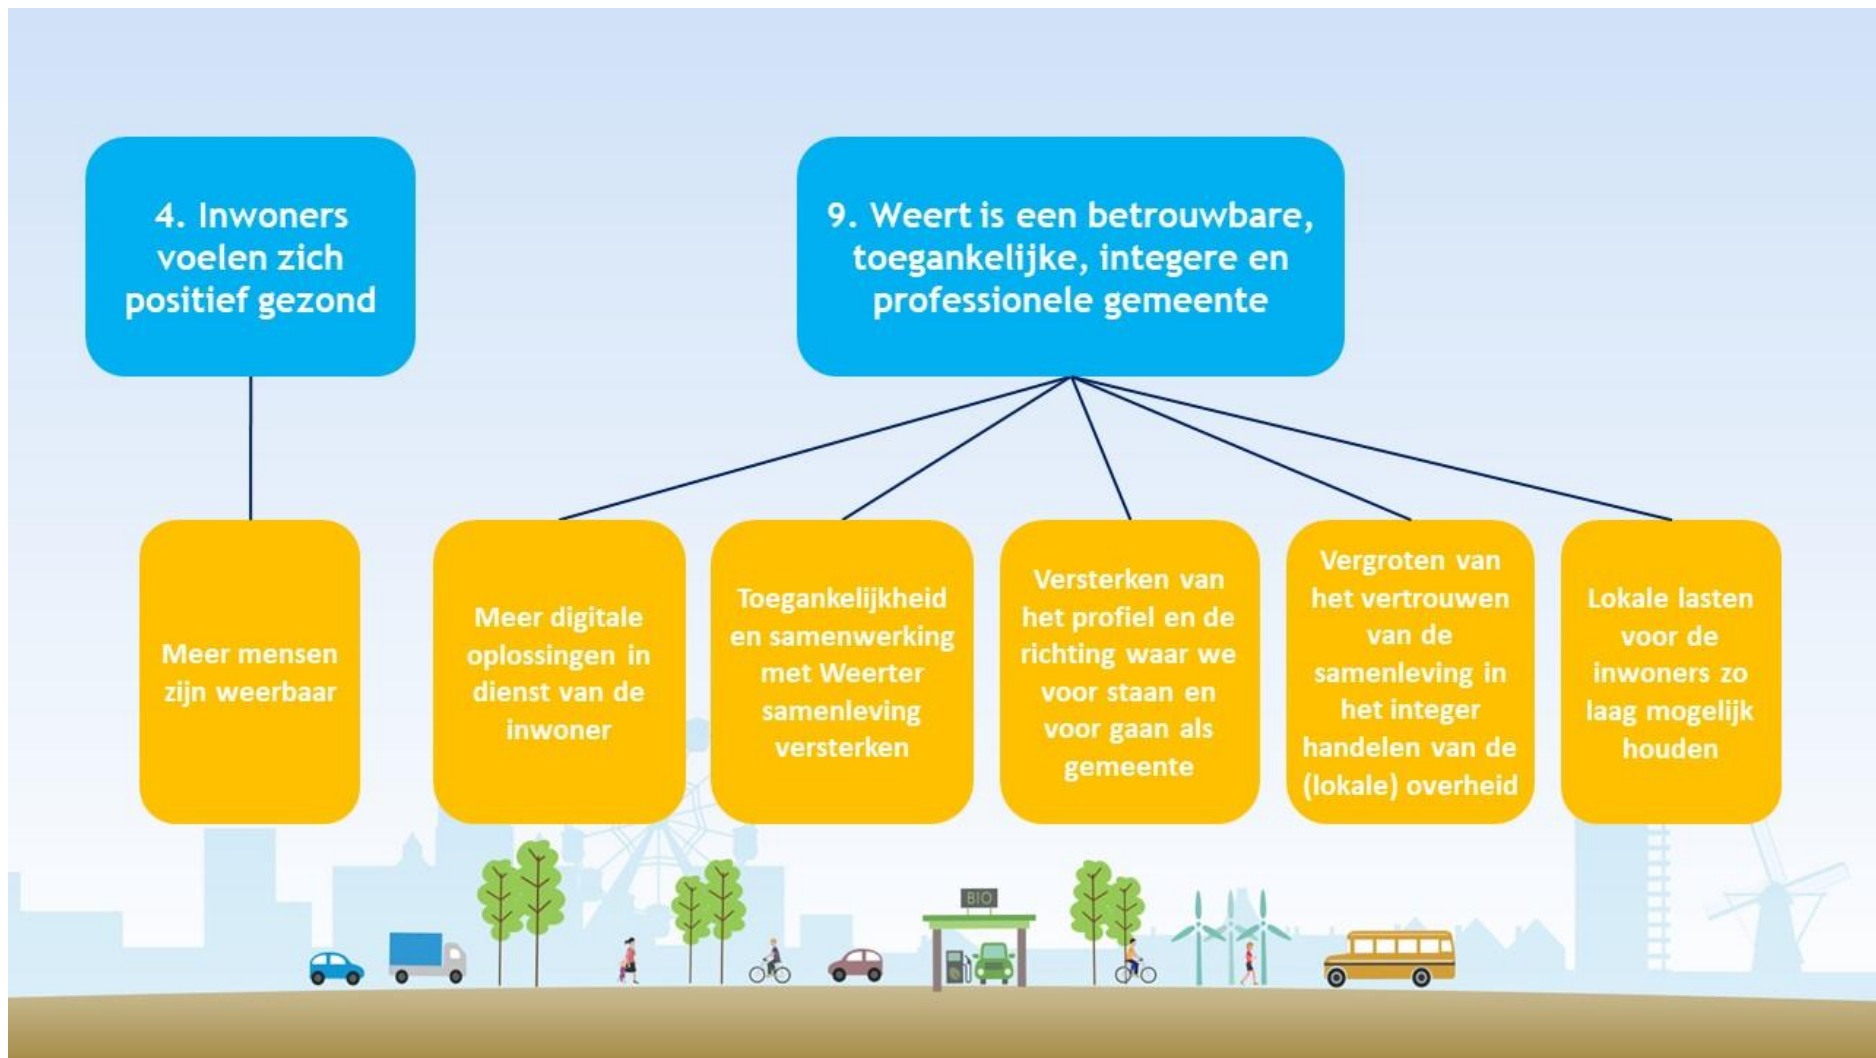 4. Inwoners
voelen zich
positief gezond
9. Weert is een betrouwbare,
toegankelijke, integere en
professionele gemeente
Meer mensen
zijn weerbaar
Meer digitale
oplossingen in
dienst van de
inwoner
Toegankelijkheid
en samenwerking
met Weerter
samenleving
versterken
Versterken van
het profiel en de
richting waar we
voor staan en
voor gaan als
gemeente
Vergroten van
het vertrouwen
van de
samenleving in
het integer
handelen van de
(lokale) overheid
Lokale lasten
voor de
inwoners zo
laag mogelijk
houden
BIO